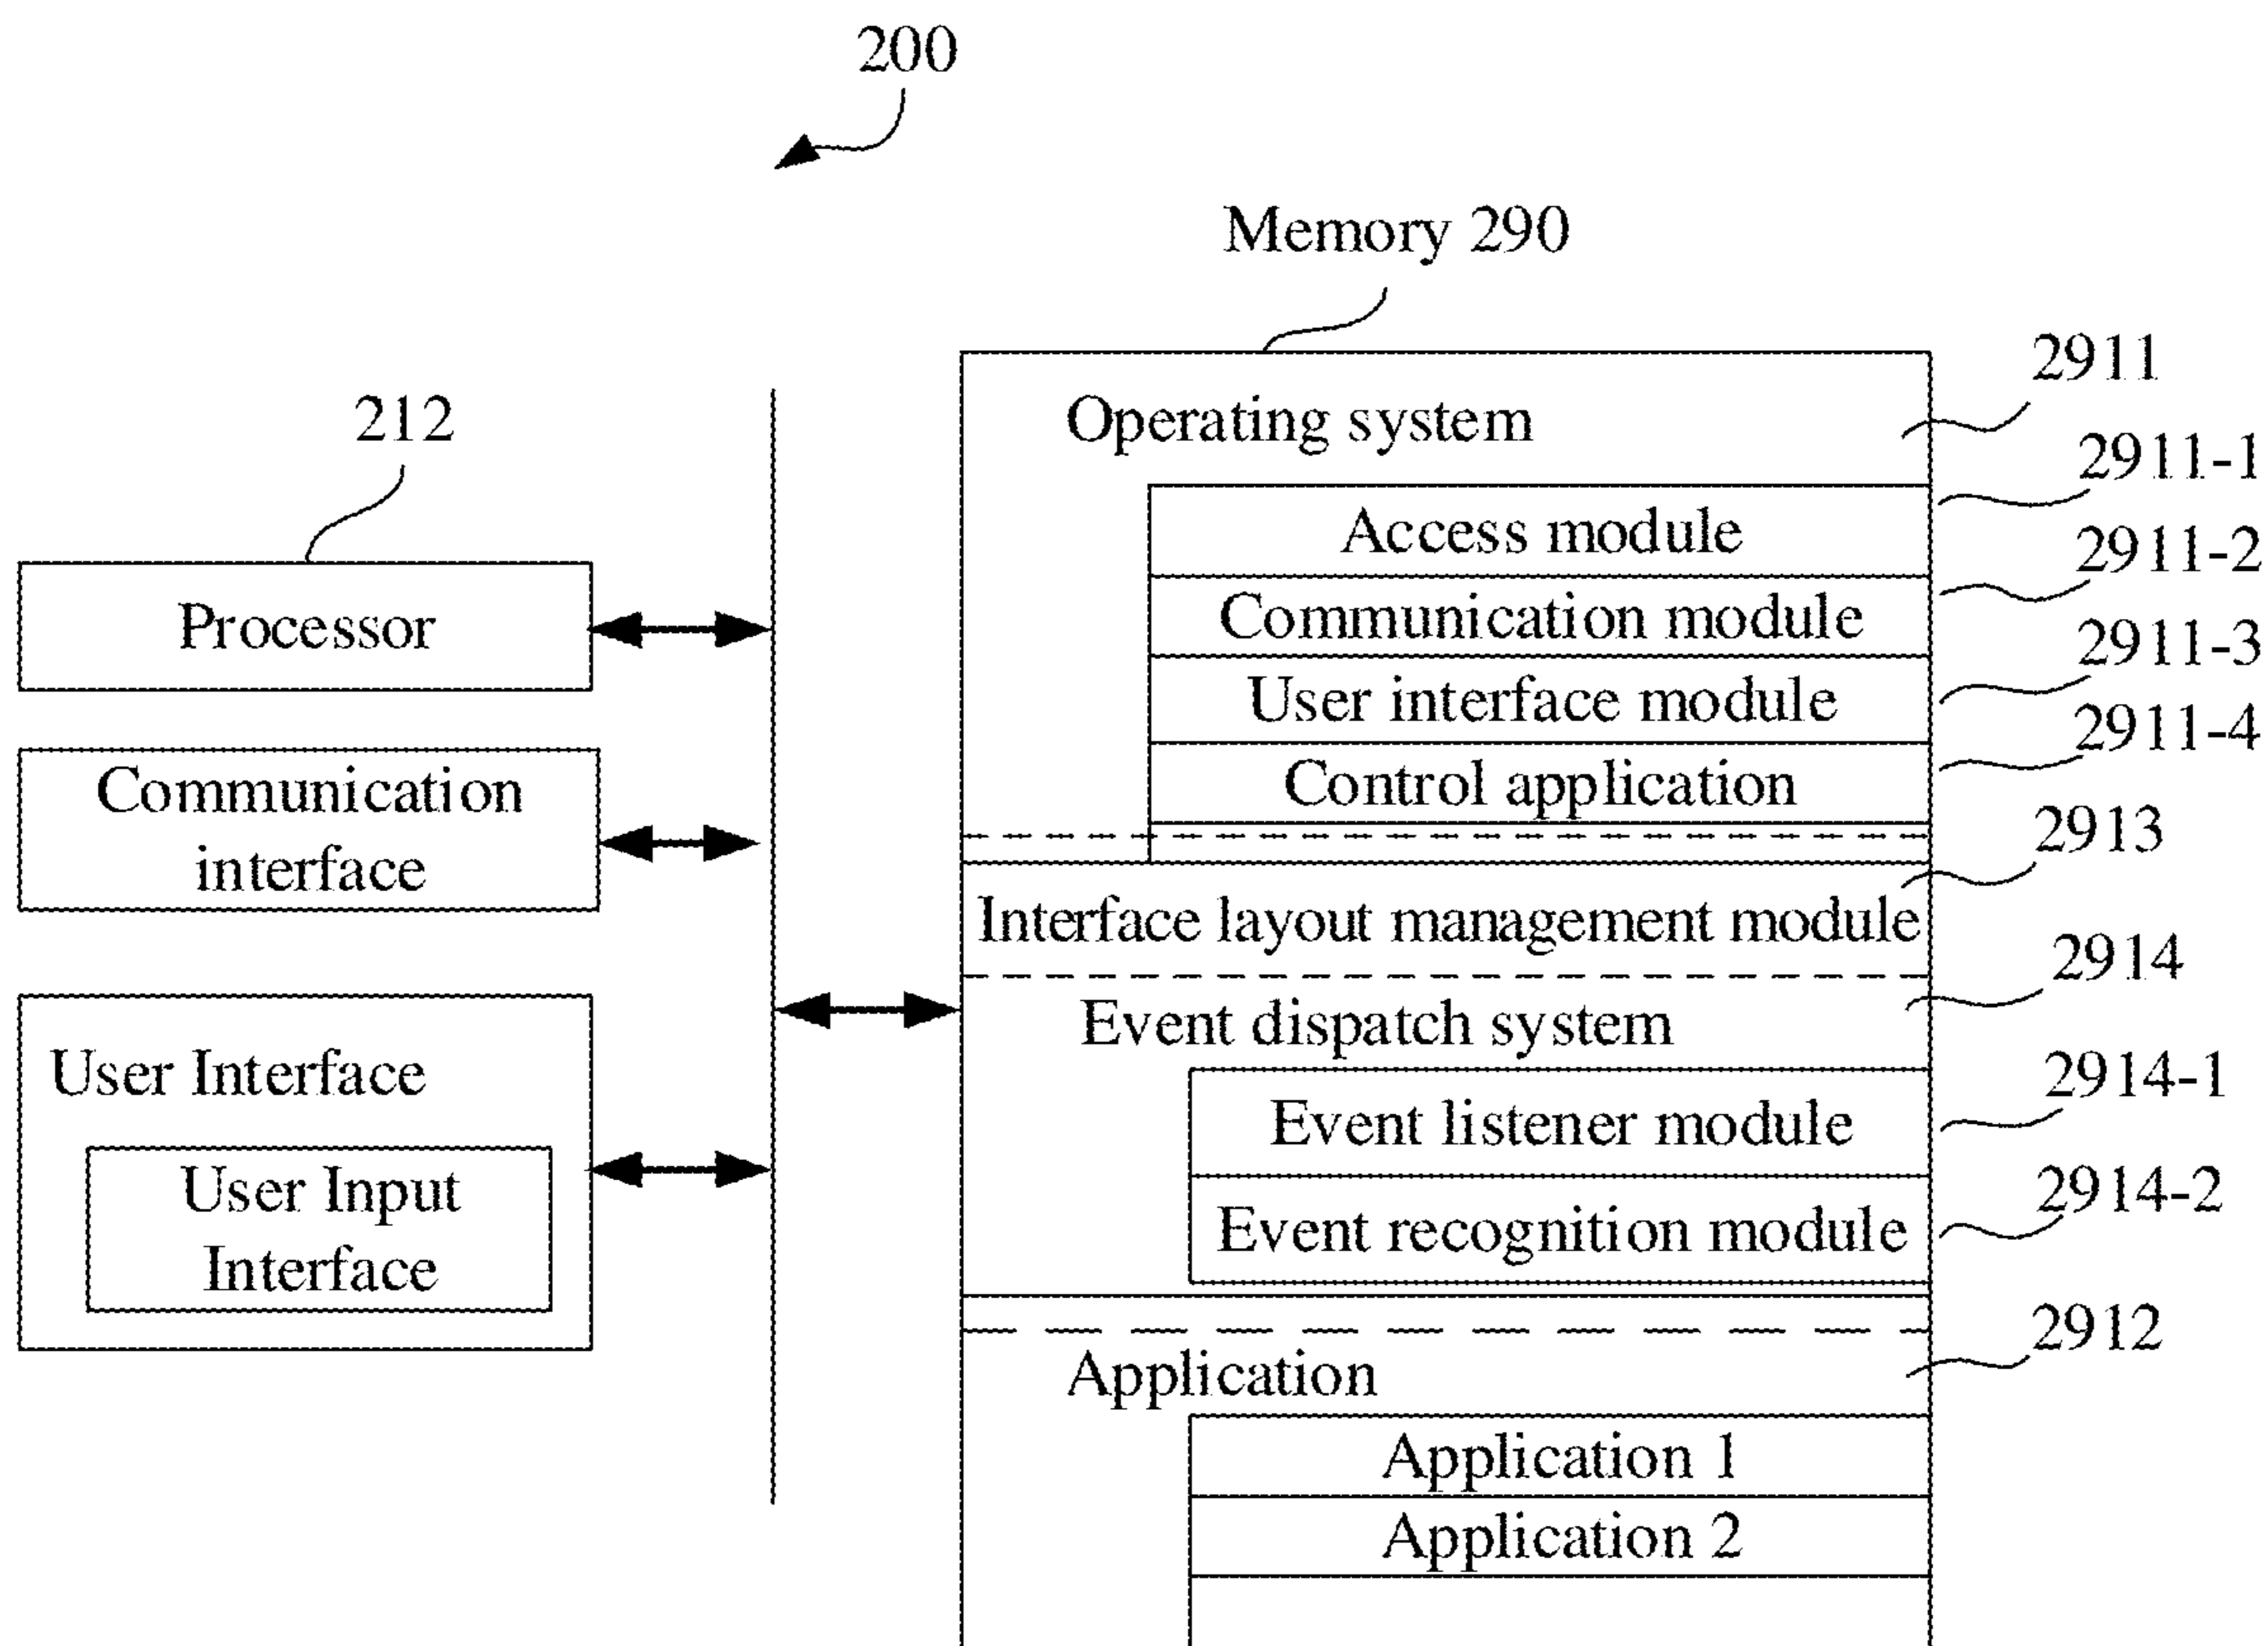 200
Memory 290
2911
Operating system
212
2911-1
Access module
2911-2
Processor
Communication module
2911-3
User interface module
2911-4
Communication
interface
Control application
2913
Interface layout management module
2914
Event dispatch system
User Interface
2914-1
Event listener module
User Input
Interface
2914-2
Event recognition module
2912
Application
Application 1
Application 2